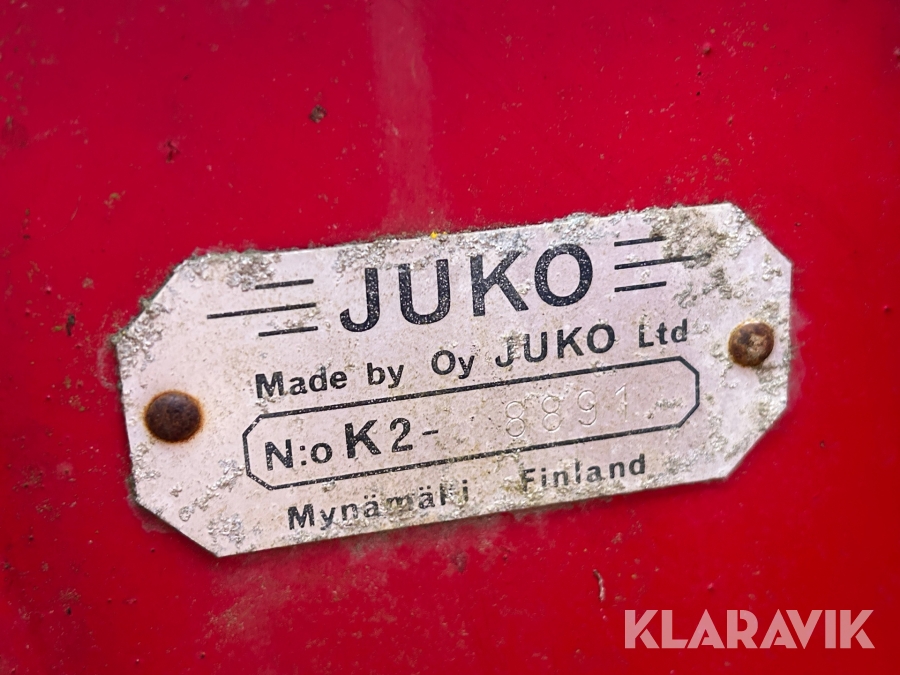 JUKO
Made by Oy JUKO Ltd
N:o K2- 8891
Mynämäki Finland
KLARAVIK